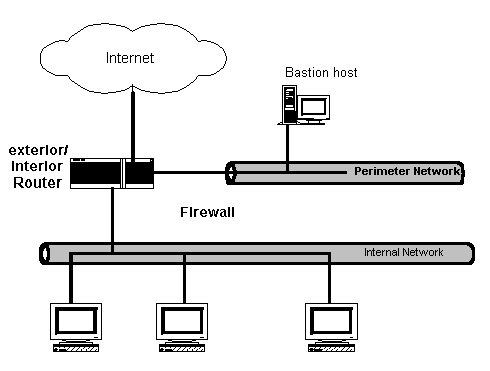 Internet
Bastion host
exterior/
Interior
Router
Perimeter Network
Firewall
Internal Network